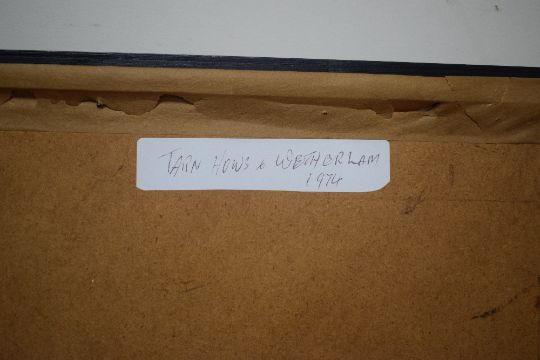 TARN HOWS & WETHERLAM
1974